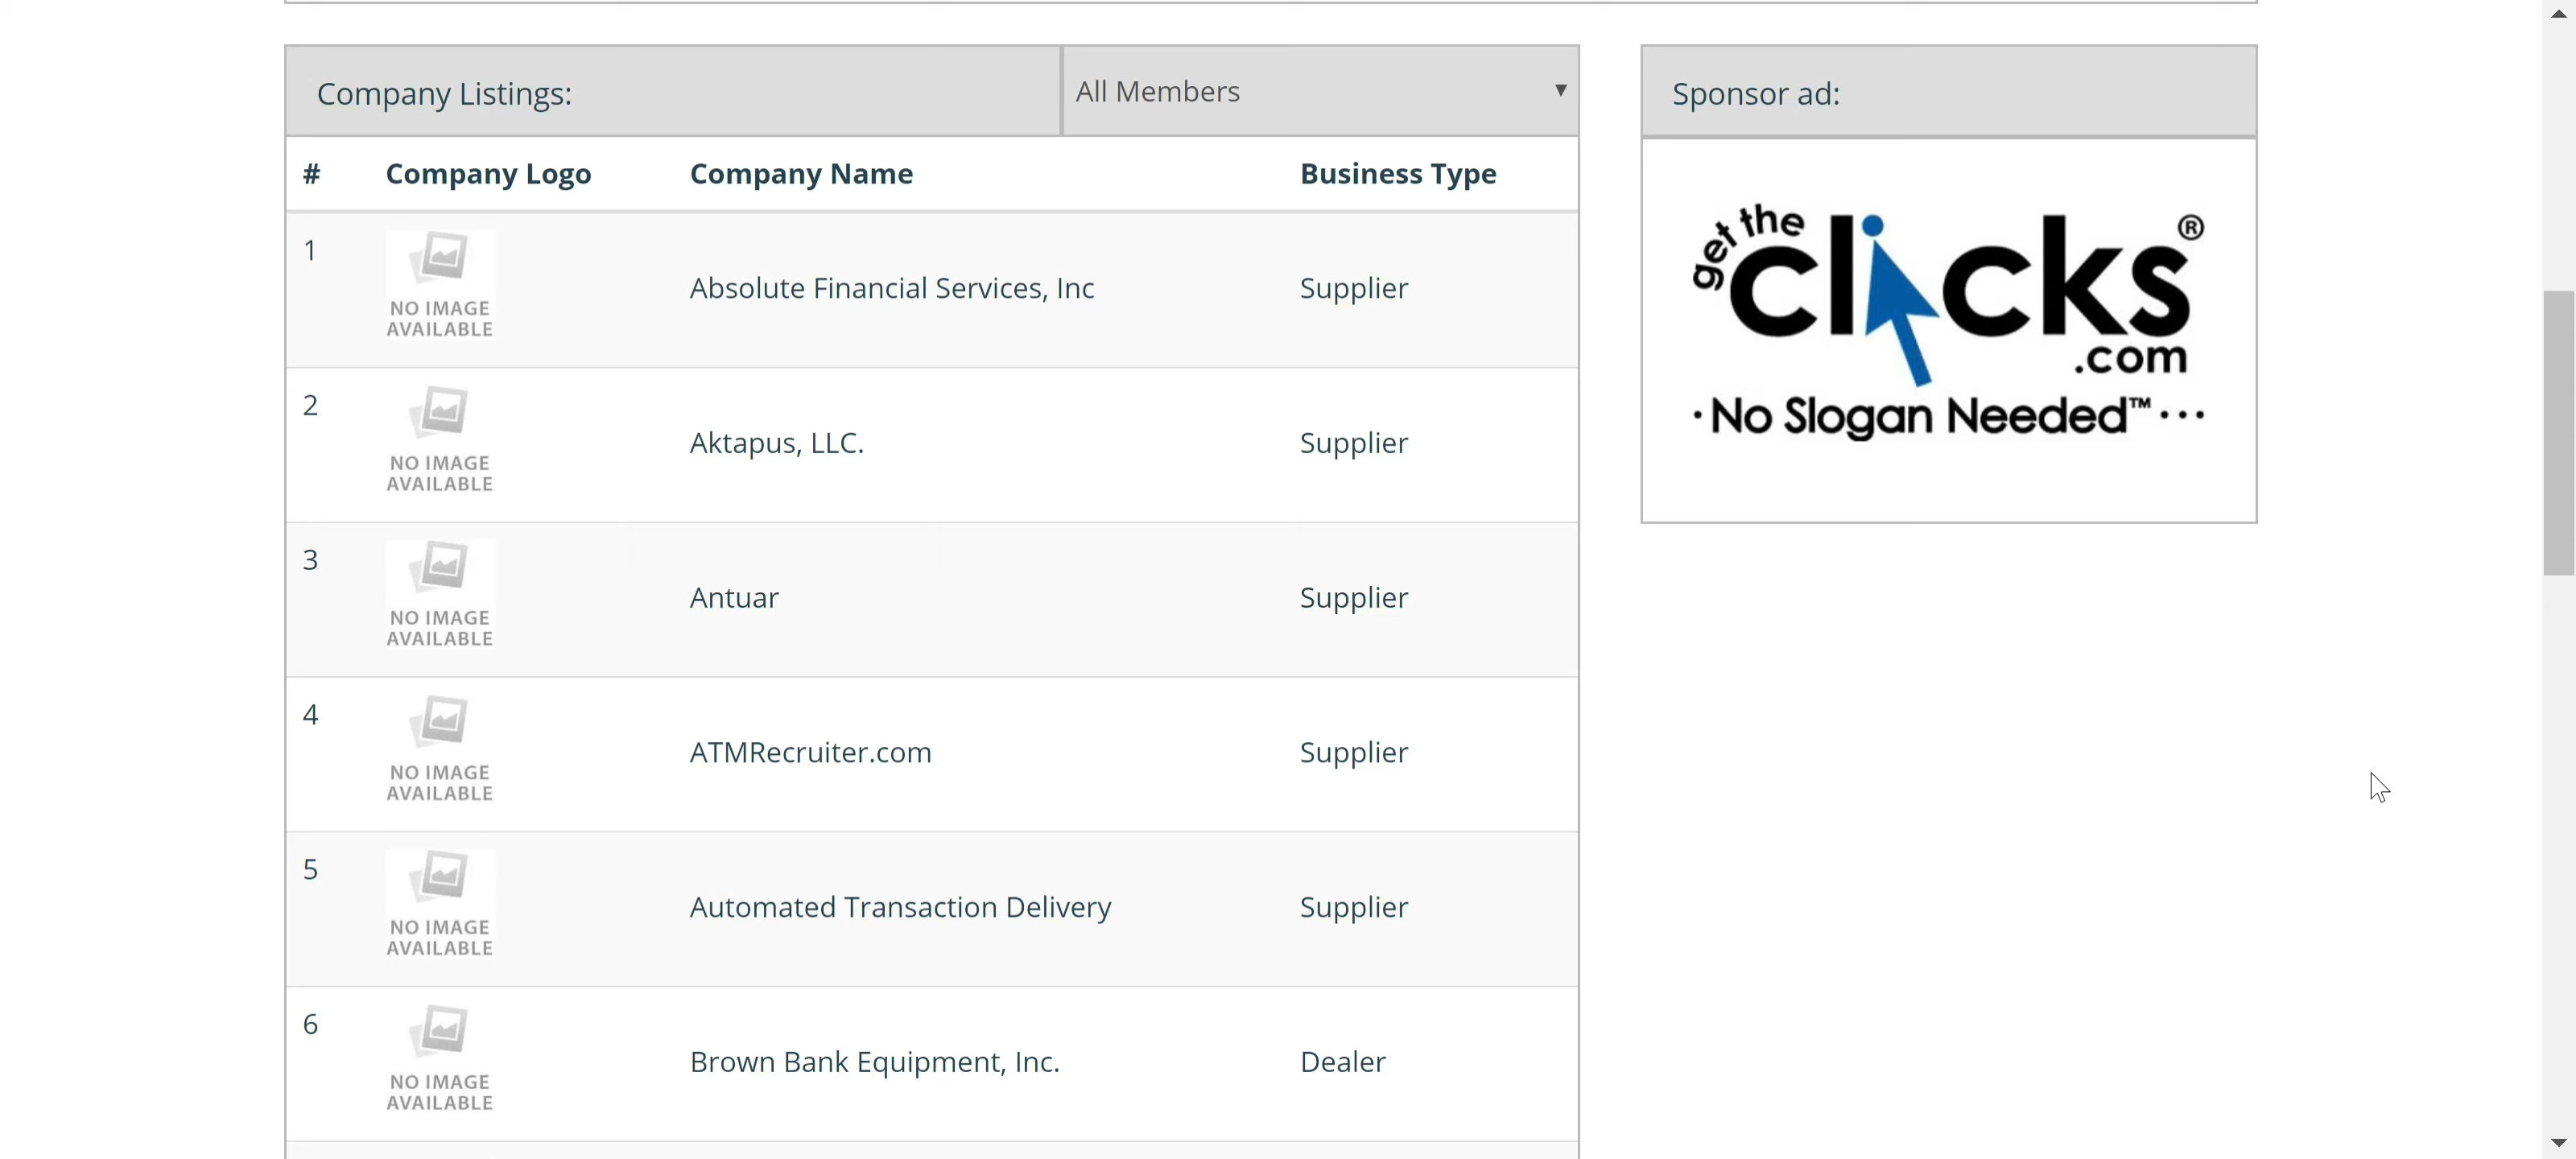 Company Listings:
All Members
# Company Logo Company Name Business Type
1
NO IMAGE
AVAILABLE
Absolute Financial Services, Inc Supplier
2
NO IMAGE
AVAILABLE
Aktapus, LLC. Supplier
3
NO IMAGE
AVAILABLE
Antuar Supplier
4
NO IMAGE
AVAILABLE
ATMRecruiter.com Supplier
5
NO IMAGE
AVAILABLE
Automated Transaction Delivery Supplier
6
NO IMAGE
AVAILABLE
Brown Bank Equipment, Inc. Dealer
Sponsor ad:
get the
clicks®
.com
·No Slogan Needed™···